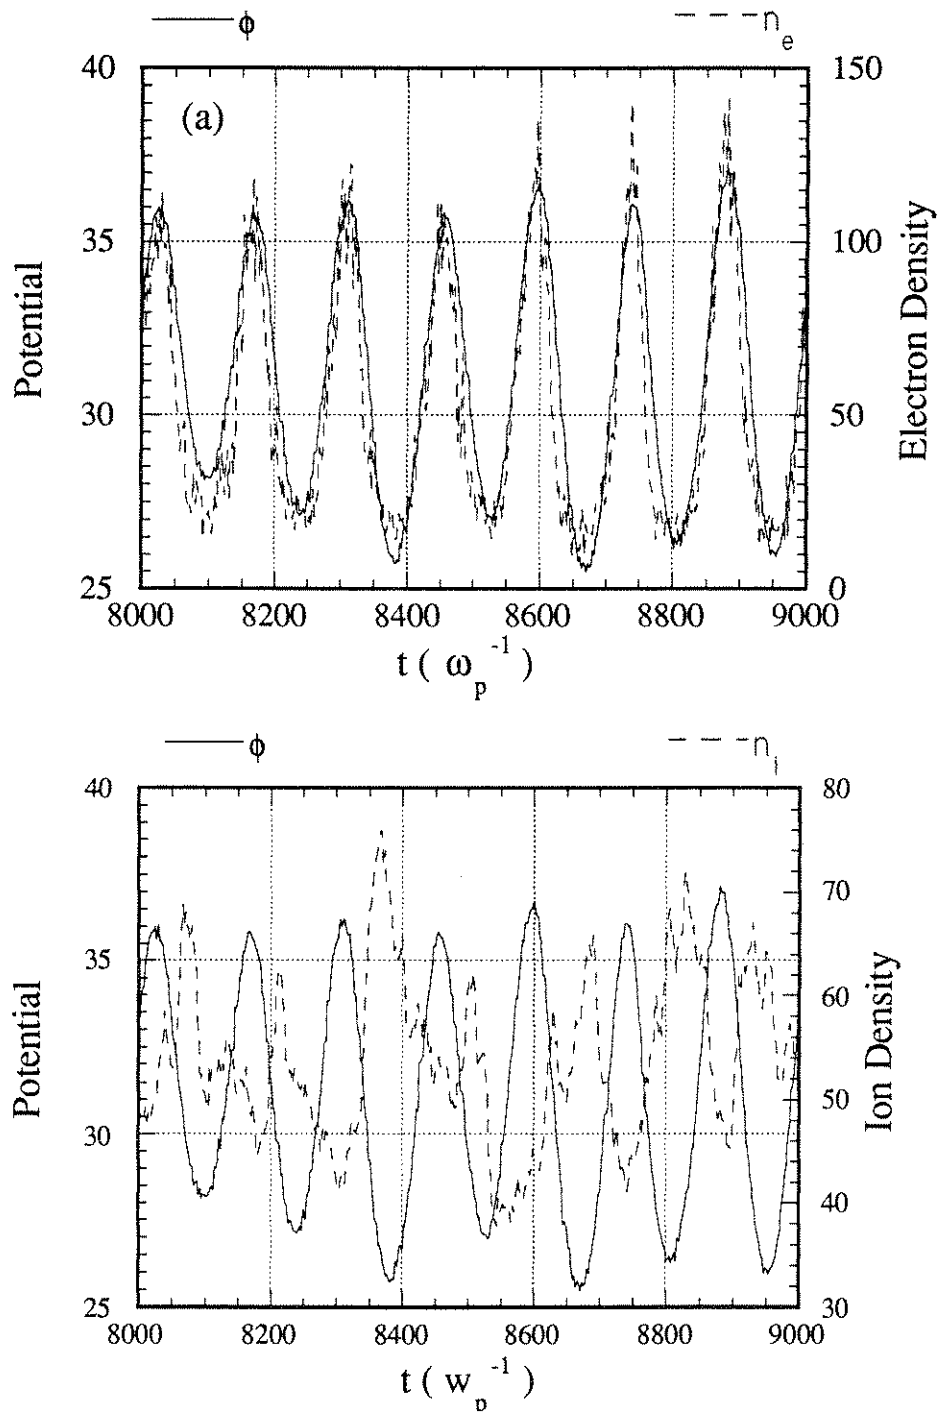 ϕ n_e
40 150
(a)
35 100
Potential Electron Density
30 50
25 0
8000 8200 8400 8600 8800 9000
t ( ω_p^-1 )
ϕ n_i
40 80
70
35
60
Potential Ion Density
50
30
40
25 30
8000 8200 8400 8600 8800 9000
t ( w_p^-1 )